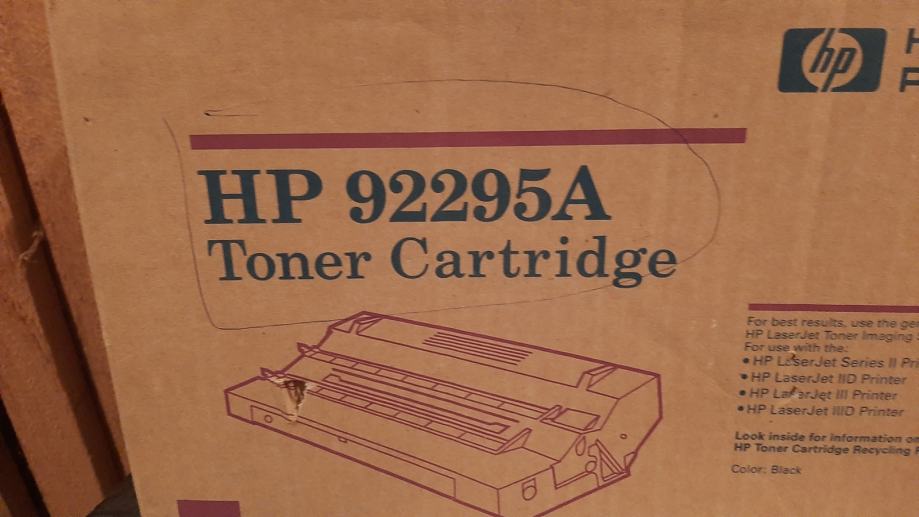 hp
HP 92295A
Toner Cartridge
For best results, use the
HP LaserJet Toner Imaging
For use with the:
• HP LaserJet Series II
• HP LaserJet IID Printer
• HP LaserJet III Printer
• HP LaserJet IIID Printer
Look inside for information
HP Toner Cartridge Recycling
Color: Black